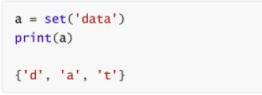 a = set('data')
print(a)
{'d', 'a', 't'}